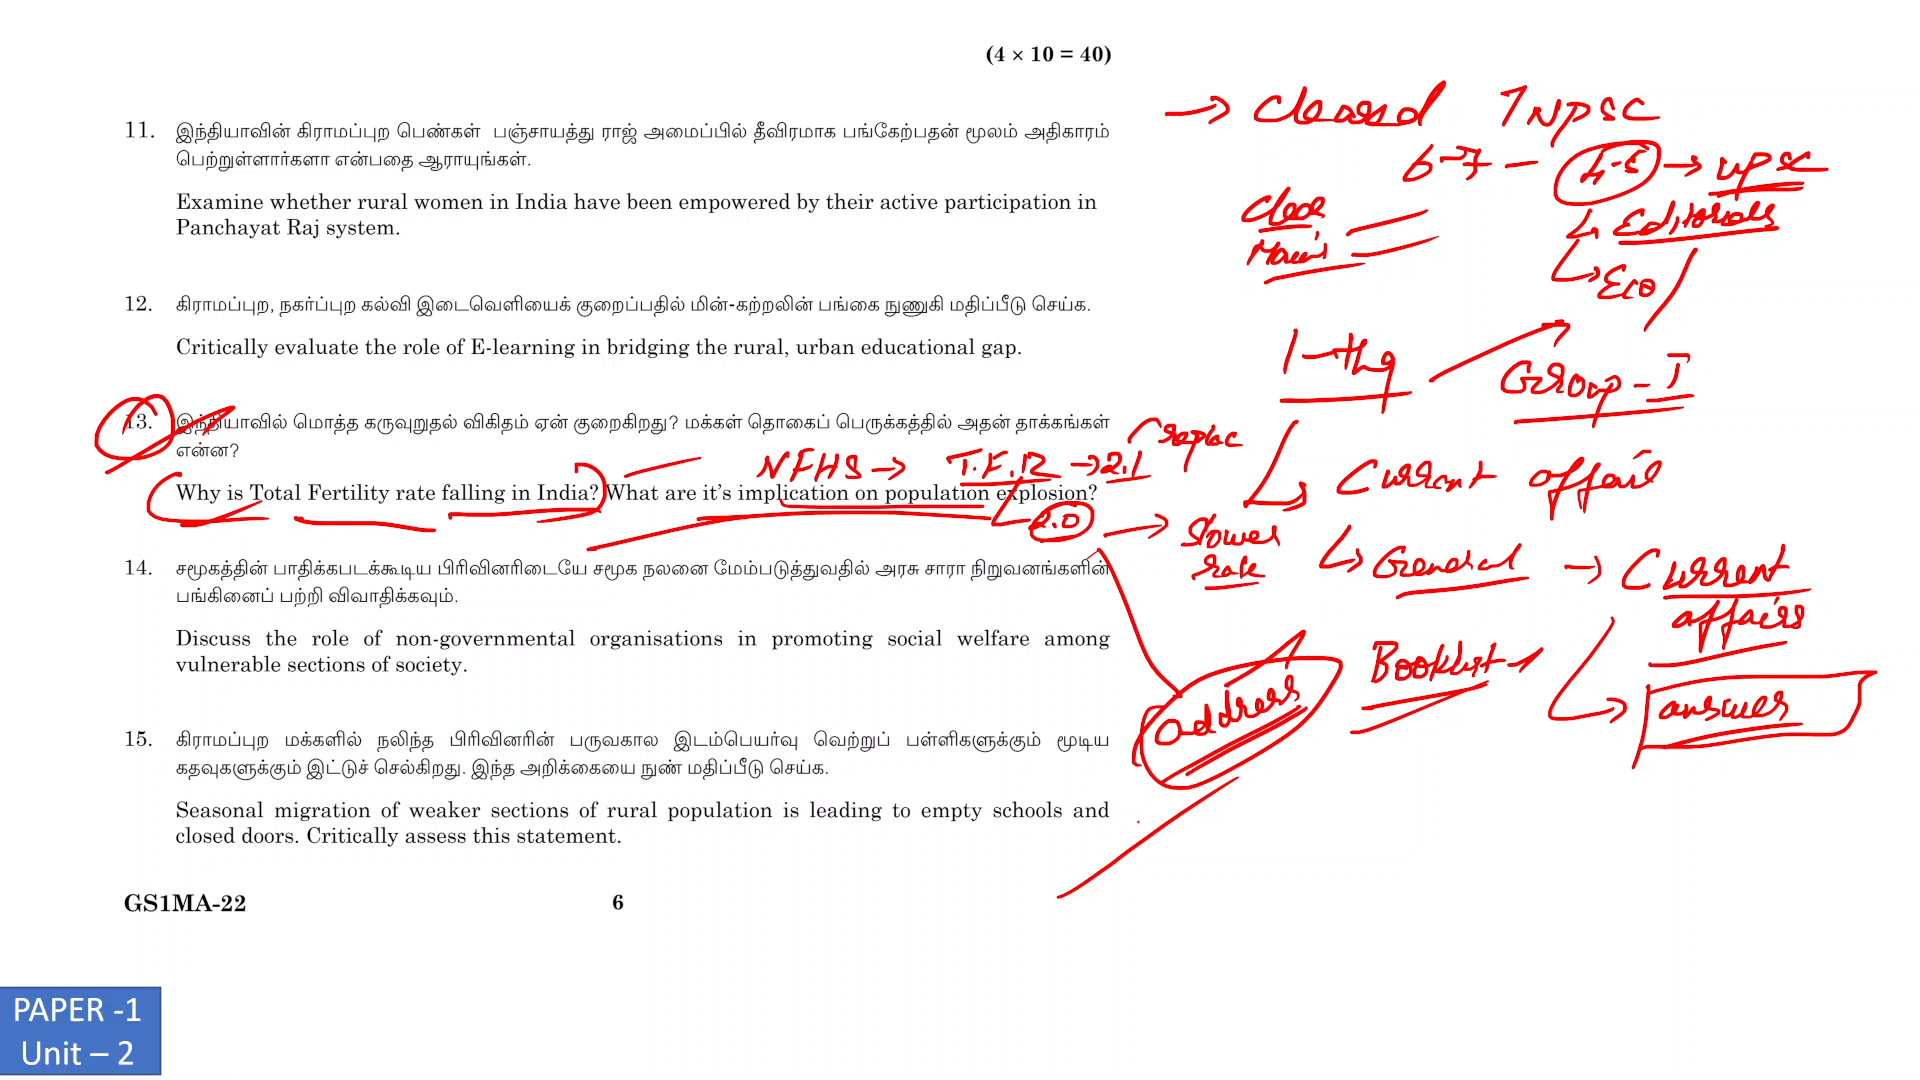 (4 × 10 = 40)
11. இந்தியாவின் கிராமப்புற பெண்கள் பஞ்சாயத்து ராஜ் அமைப்பில் தீவிரமாக பங்கேற்பதன் மூலம் அதிகாரம்
பெற்றுள்ளார்களா என்பதை ஆராயுங்கள்.
Examine whether rural women in India have been empowered by their active participation in
Panchayat Raj system.
12. கிராமப்புற, நகர்ப்புற கல்வி இடைவெளியைக் குறைப்பதில் மின்-கற்றலின் பங்கை நுணுகி மதிப்பீடு செய்க.
Critically evaluate the role of E-learning in bridging the rural, urban educational gap.
13. இந்தியாவில் மொத்த கருவுறுதல் விகிதம் ஏன் குறைகிறது? மக்கள் தொகைப் பெருக்கத்தில் அதன் தாக்கங்கள்
என்ன?
NFHS → T.F.R → 2.1
Why is Total Fertility rate falling in India? What are it's implication on population explosion?
2.0
14. சமூகத்தின் பாதிக்கபடக்கூடிய பிரிவினரிடையே சமூக நலனை மேம்படுத்துவதில் அரசு சாரா நிறுவனங்களின்
பங்கினைப் பற்றி விவாதிக்கவும்.
Discuss the role of non-governmental organisations in promoting social welfare among
vulnerable sections of society.
15. கிராமப்புற மக்களில் நலிந்த பிரிவினரின் பருவகால இடம்பெயர்வு வெற்றுப் பள்ளிகளுக்கும் மூடிய
கதவுகளுக்கும் இட்டுச் செல்கிறது. இந்த அறிக்கையை நுண் மதிப்பீடு செய்க.
Seasonal migration of weaker sections of rural population is leading to empty schools and
closed doors. Critically assess this statement.
GS1MA-22 6
PAPER -1
Unit – 2
→ Cleared TNPSC
6-7 – 4-5 → UPSC
Editorials
Clear
Mains
Eco
Group - I
replac
Current affair
Slower
rate
General → Current
affairs
Booklist
address
answer